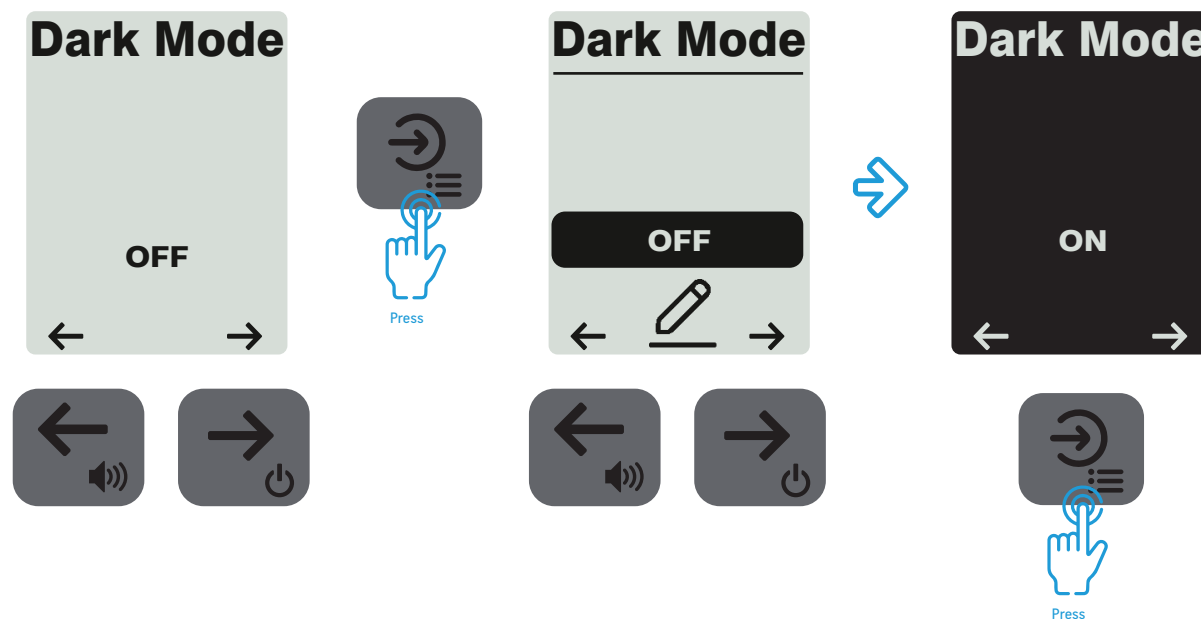 Dark Mode
OFF
Press
Dark Mode
OFF
Dark Mode
ON
Press